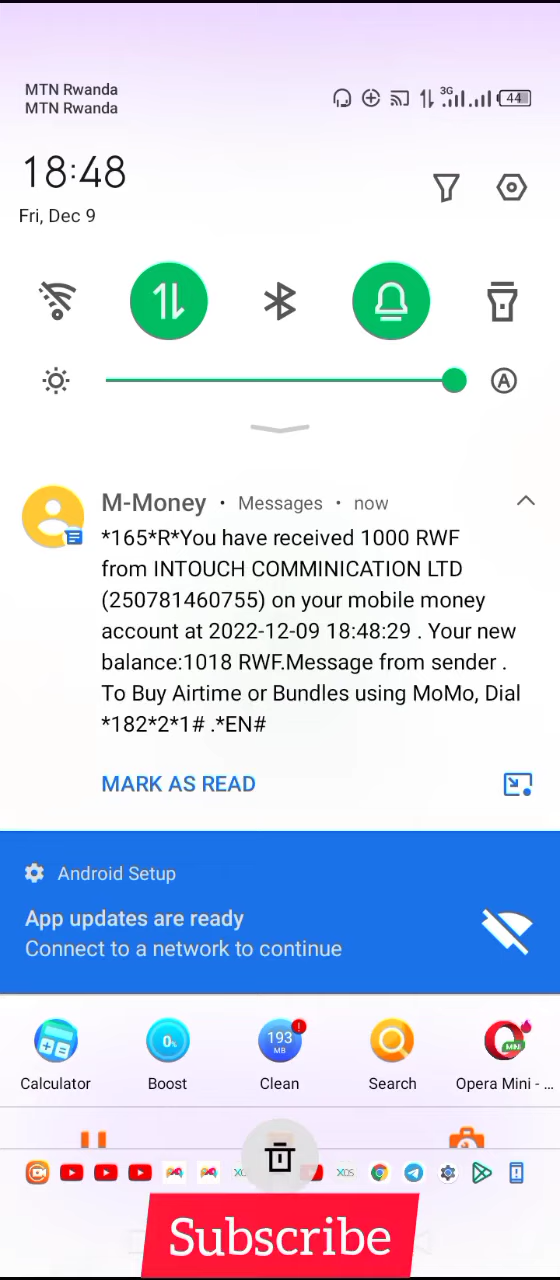 MTN Rwanda
MTN Rwanda
3G
44
18:48
Fri, Dec 9
A
M-Money • Messages • now
*165*R*You have received 1000 RWF
from INTOUCH COMMINICATION LTD
(250781460755) on your mobile money
account at 2022-12-09 18:48:29 . Your new
balance:1018 RWF.Message from sender .
To Buy Airtime or Bundles using MoMo, Dial
*182*2*1# .*EN#
MARK AS READ
Android Setup
App updates are ready
Connect to a network to continue
0%
193
MB
!
MINI
Calculator
Boost
Clean
Search
Opera Mini - ...
XOS
Subscribe